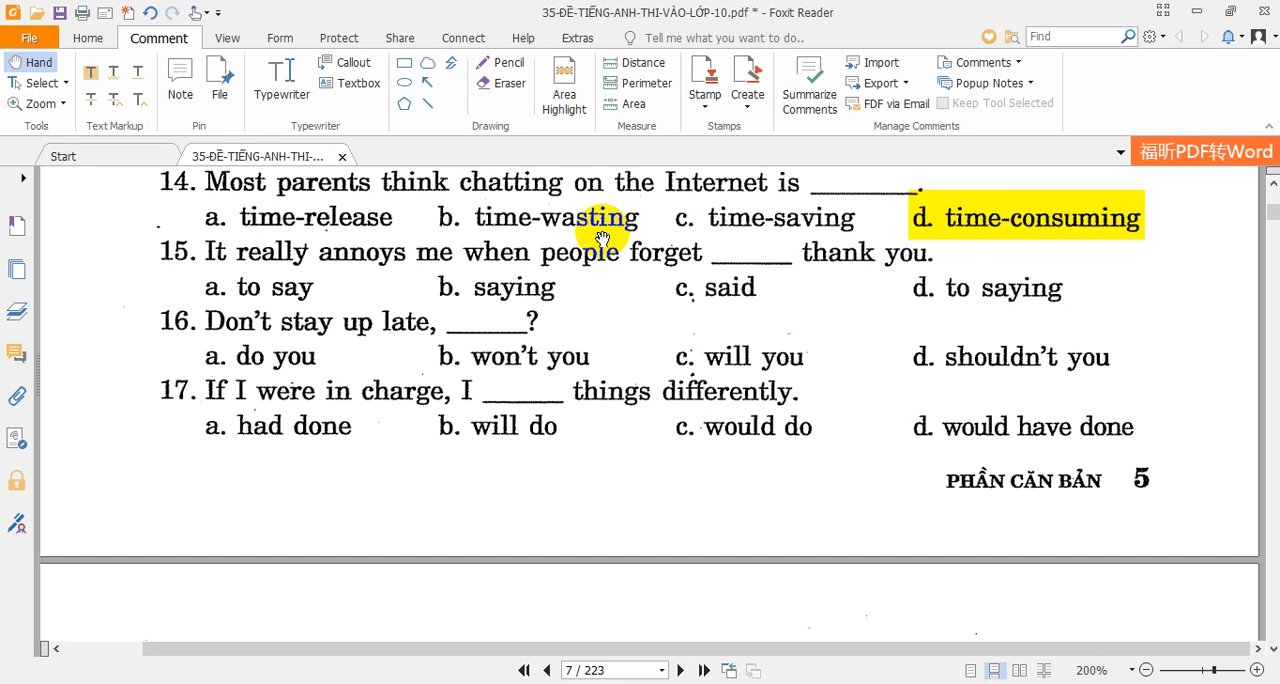 35-ĐỀ-TIẾNG-ANH-THI-VÀO-LỚP-10.pdf * - Foxit Reader
File Home Comment View Form Protect Share Connect Help Extras Tell me what you want to do.. Find
Hand
Select
Zoom
Tools
Text Markup
Note
File
Pin
Typewriter
Callout
Textbox
Typewriter
Pencil
Eraser
Drawing
Area Highlight
Distance
Perimeter
Area
Measure
Stamp
Create
Stamps
Summarize Comments
Import
Export
FDF via Email
Comments
Popup Notes
Keep Tool Selected
Manage Comments
Start 35-ĐỀ-TIẾNG-ANH-THI-... 福昕PDF转Word
14. Most parents think chatting on the Internet is ________.
a. time-release b. time-wasting c. time-saving d. time-consuming
15. It really annoys me when people forget ______ thank you.
a. to say b. saying c. said d. to saying
16. Don't stay up late, ______?
a. do you b. won't you c. will you d. shouldn't you
17. If I were in charge, I ______ things differently.
a. had done b. will do c. would do d. would have done
PHẦN CĂN BẢN 5
7 / 223 200%